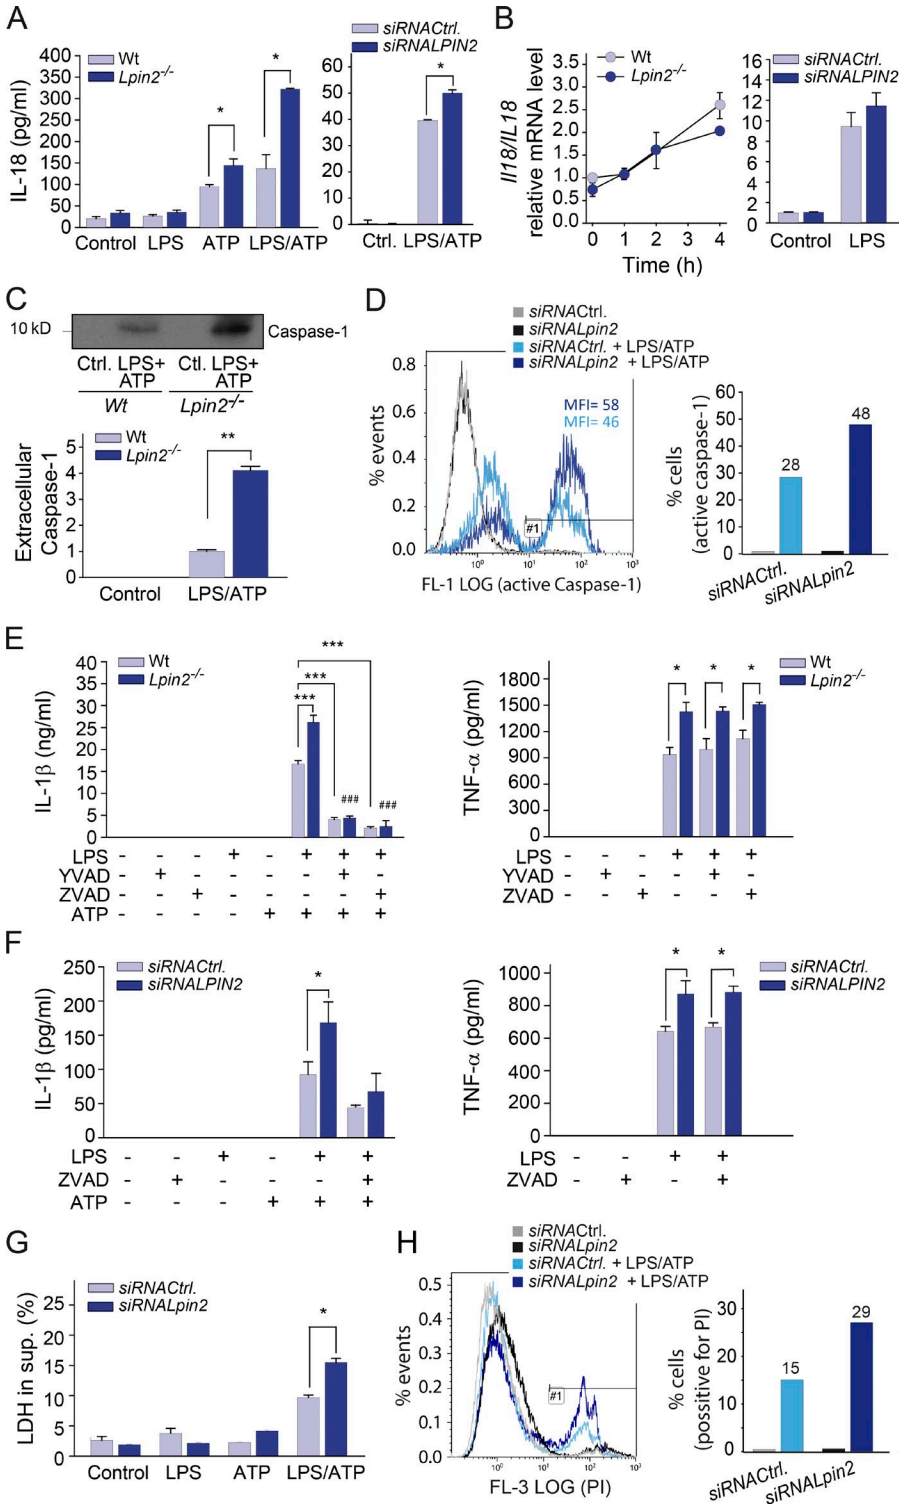 A
Wt
Lpin2-/-
IL-18 (pg/ml)
400
350
300
250
200
150
100
50
0
*
*
Control LPS ATP LPS/ATP
siRNACtrl.
siRNALPIN2
60
50
40
30
20
10
0
*
Ctrl. LPS/ATP
B
Wt
Lpin2-/-
Il18/IL18
relative mRNA level
3.5
3.0
2.5
2.0
1.5
1.0
0.5
0.0
0 1 2 3 4
Time (h)
siRNACtrl.
siRNALPIN2
16
14
12
10
8
6
4
2
0
Control LPS
C
10 kD
Caspase-1
Ctrl. LPS+ Ctl. LPS+
ATP ATP
Wt Lpin2-/-
Wt
Lpin2-/-
**
Extracellular
Caspase-1
5
4
3
2
1
0
Control LPS/ATP
D
siRNACtrl.
siRNALpin2
siRNACtrl. + LPS/ATP
siRNALpin2 + LPS/ATP
% events
0.8
0.6
0.4
0.2
0.0
MFI= 58
MFI= 46
#1
10⁰ 10¹ 10² 10³
FL-1 LOG (active Caspase-1)
% cells
(active caspase-1)
60
50
40
30
20
10
0
28
48
siRNACtrl.
siRNALpin2
E
Wt
Lpin2-/-
IL-1β (ng/ml)
40
35
30
25
20
15
10
5
0
***
***
***
###
###
LPS - - - + - + + +
YVAD - + - - - - + -
ZVAD - - + - - - - +
ATP - - - - + + + +
Wt
Lpin2-/-
TNF-α (pg/ml)
1800
1500
1200
900
600
300
0
* * *
LPS - - - + + +
YVAD - + - - + -
ZVAD - - + - - +
F
siRNACtrl.
siRNALPIN2
IL-1β (pg/ml)
250
200
150
100
50
0
*
LPS - - + - + +
ZVAD - + - - - +
ATP - - - + + +
siRNACtrl.
siRNALPIN2
TNF-α (pg/ml)
1000
800
600
400
200
0
* *
LPS - - + +
ZVAD - + - +
G
siRNACtrl.
siRNALpin2
LDH in sup. (%)
25
20
15
10
5
0
*
Control LPS ATP LPS/ATP
H
siRNACtrl.
siRNALpin2
siRNACtrl. + LPS/ATP
siRNALpin2 + LPS/ATP
% events
0.5
0.4
0.3
0.2
0.1
0.0
#1
10⁰ 10¹ 10² 10³
FL-3 LOG (PI)
% cells
(possitive for PI)
30
20
10
0
15
29
siRNACtrl.
siRNALpin2